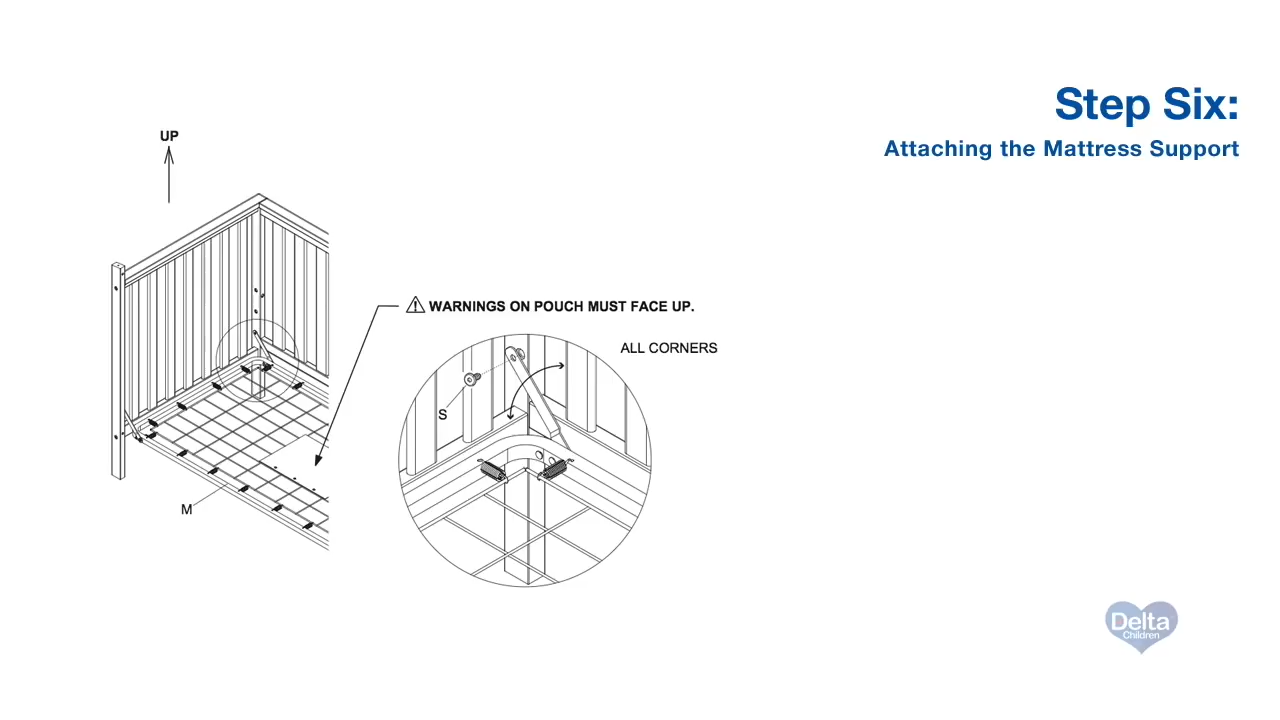 Step Six:
Attaching the Mattress Support
UP
WARNINGS ON POUCH MUST FACE UP.
ALL CORNERS
S
M
Delta
Children